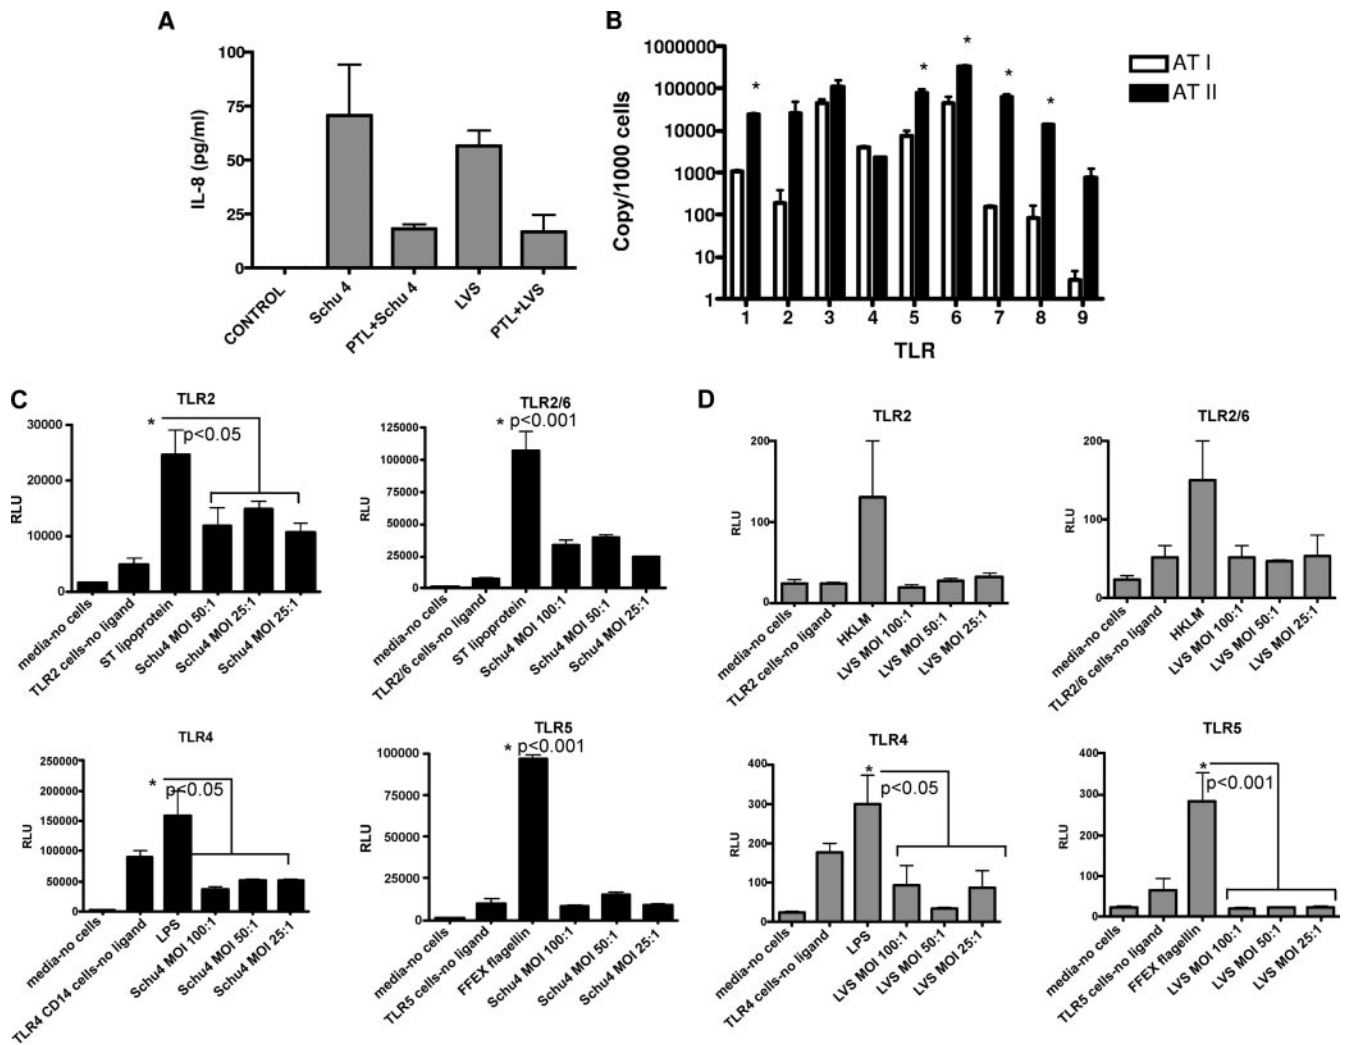 A
IL-8 (pg/ml)
100
75
50
25
0
CONTROL
Schu 4
PTL+Schu 4
LVS
PTL+LVS
B
Copy/1000 cells
1000000
100000
10000
1000
100
10
1
* * * * *
AT I
AT II
1 2 3 4 5 6 7 8 9
TLR
C
TLR2
RLU
30000
20000
10000
0
* p<0.05
media-no cells
TLR2 cells-no ligand
ST lipoprotein
Schu4 MOI 50:1
Schu4 MOI 25:1
Schu4 MOI 25:1
TLR2/6
RLU
125000
100000
75000
50000
25000
0
* p<0.001
media-no cells
TLR2/6 cells-no ligand
ST lipoprotein
Schu4 MOI 100:1
Schu4 MOI 50:1
Schu4 MOI 25:1
TLR4
RLU
250000
200000
150000
100000
50000
0
* p<0.05
media-no cells
TLR4 CD14 cells-no ligand
LPS
Schu4 MOI 100:1
Schu4 MOI 50:1
Schu4 MOI 25:1
TLR5
RLU
100000
75000
50000
25000
0
* p<0.001
media-no cells
TLR5 cells-no ligand
FFEX flagellin
Schu4 MOI 100:1
Schu4 MOI 50:1
Schu4 MOI 25:1
D
TLR2
RLU
200
100
0
media-no cells
TLR2 cells-no ligand
HKLM
LVS MOI 100:1
LVS MOI 50:1
LVS MOI 25:1
TLR2/6
RLU
200
100
0
media-no cells
TLR2/6 cells-no ligand
HKLM
LVS MOI 100:1
LVS MOI 50:1
LVS MOI 25:1
TLR4
RLU
400
300
200
100
0
* p<0.05
media-no cells
TLR4 cells-no ligand
LPS
LVS MOI 100:1
LVS MOI 50:1
LVS MOI 25:1
TLR5
RLU
400
300
200
100
0
* p<0.001
media-no cells
TLR5 cells-no ligand
FFEX flagellin
LVS MOI 100:1
LVS MOI 50:1
LVS MOI 25:1